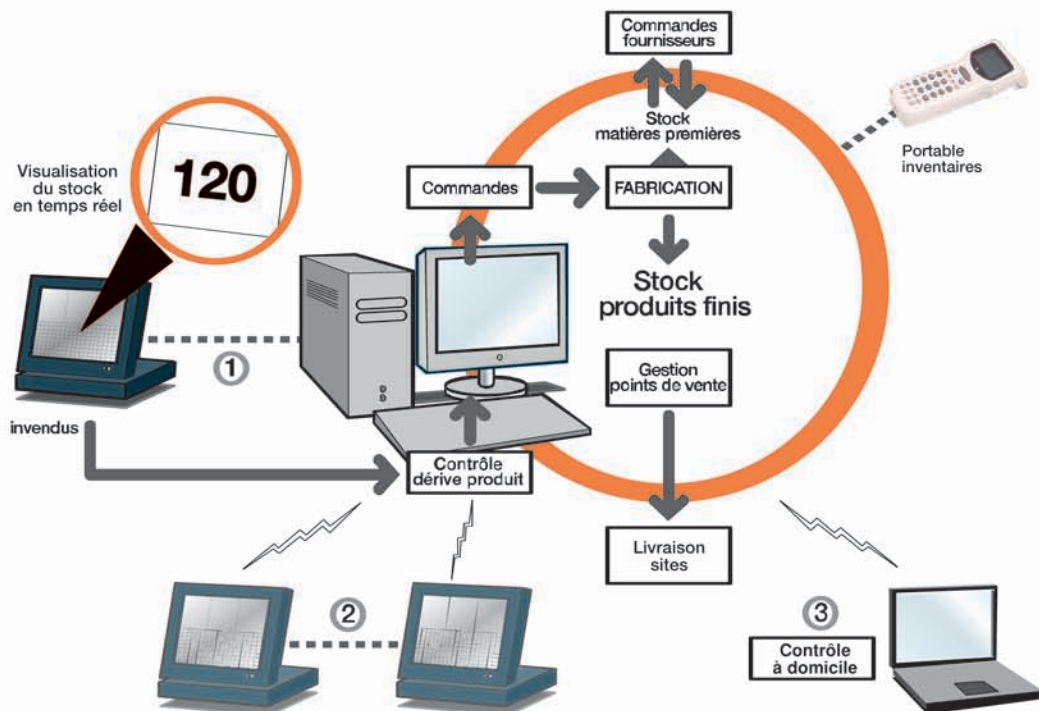 Commandes
fournisseurs
Stock
matières premières
Portable
inventaires
Visualisation
du stock
en temps réel
120
Commandes
FABRICATION
Stock
produits finis
1
Gestion
points de vente
invendus
Contrôle
dérive produit
Livraison
sites
2
3
Contrôle
à domicile